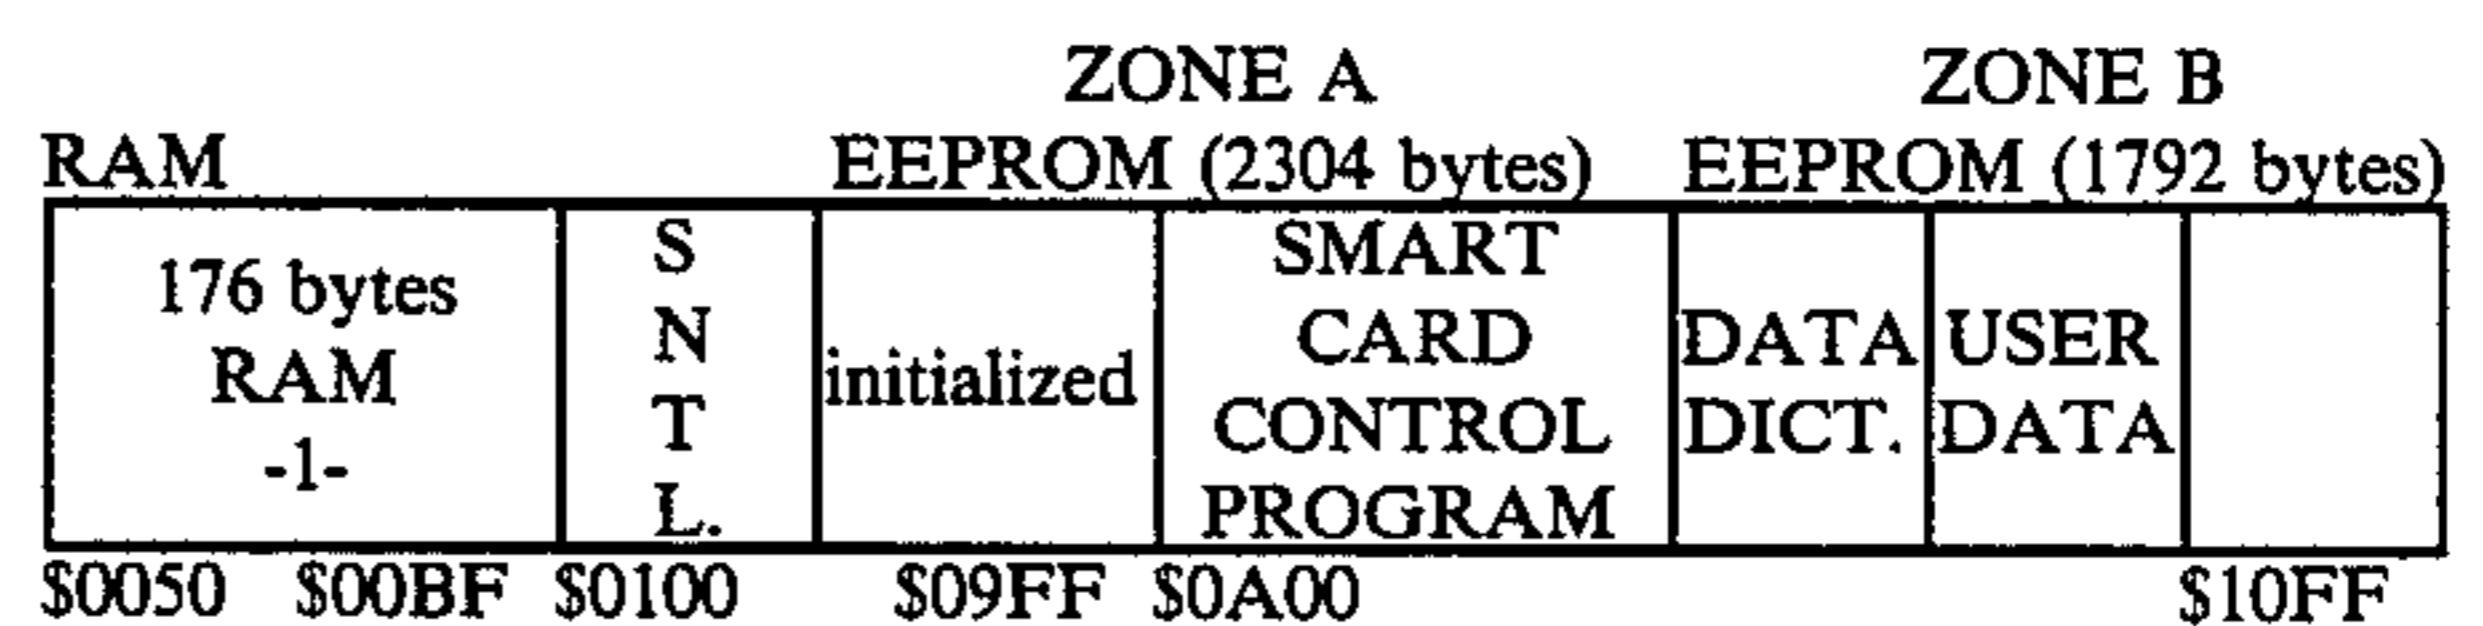 ZONE A
ZONE B
RAM
EEPROM (2304 bytes)
EEPROM (1792 bytes)
176 bytes
RAM
-1-
S
N
T
L.
initialized
SMART
CARD
CONTROL
PROGRAM
DATA
DICT.
USER
DATA
$0050
$00BF
$0100
$09FF
$0A00
$10FF